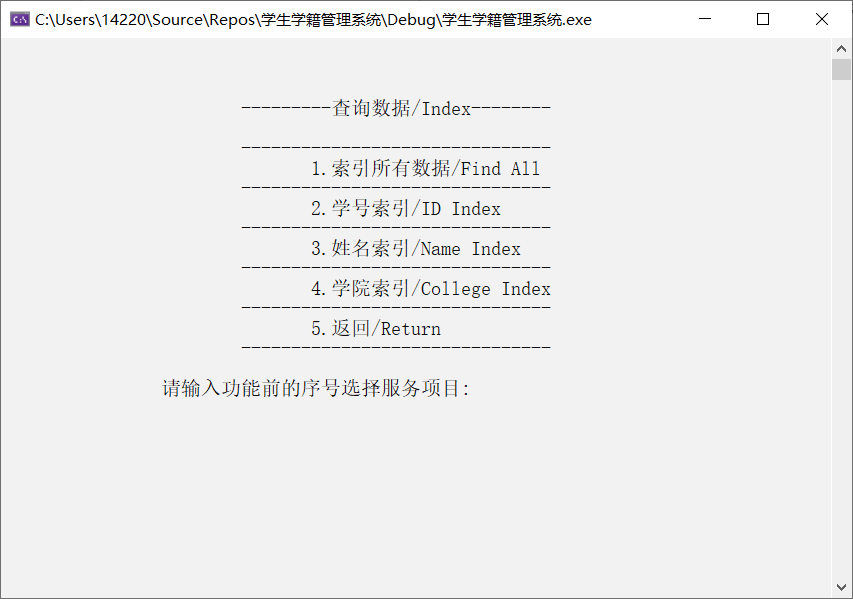 C:\Users\14220\Source\Repos\学生学籍管理系统\Debug\学生学籍管理系统.exe
---------查询数据/Index--------
-------------------------------
1.索引所有数据/Find All
-------------------------------
2.学号索引/ID Index
-------------------------------
3.姓名索引/Name Index
-------------------------------
4.学院索引/College Index
-------------------------------
5.返回/Return
-------------------------------
请输入功能前的序号选择服务项目: